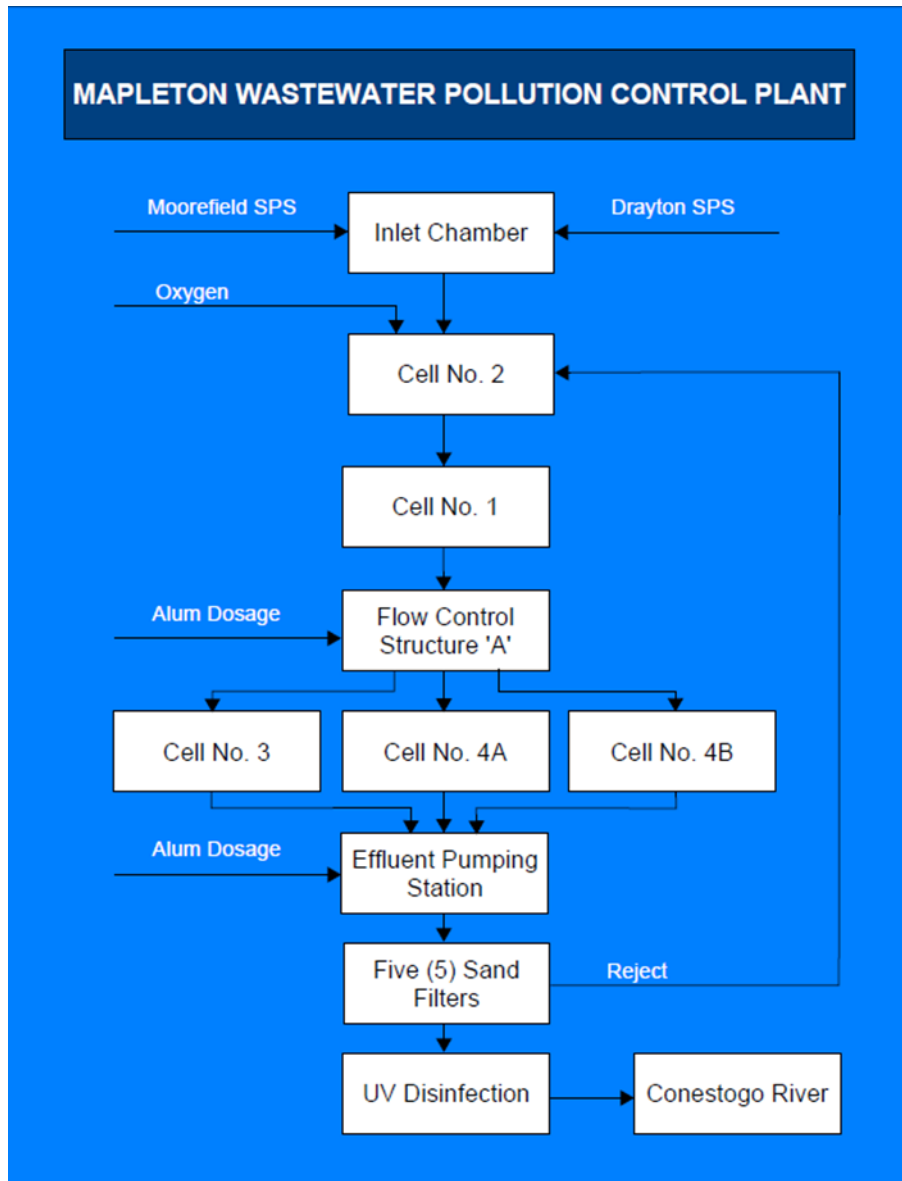 MAPLETON WASTEWATER POLLUTION CONTROL PLANT
Moorefield SPS
Inlet Chamber
Drayton SPS
Oxygen
Cell No. 2
Cell No. 1
Alum Dosage
Flow Control
Structure 'A'
Cell No. 3
Cell No. 4A
Cell No. 4B
Alum Dosage
Effluent Pumping
Station
Five (5) Sand
Filters
Reject
UV Disinfection
Conestogo River